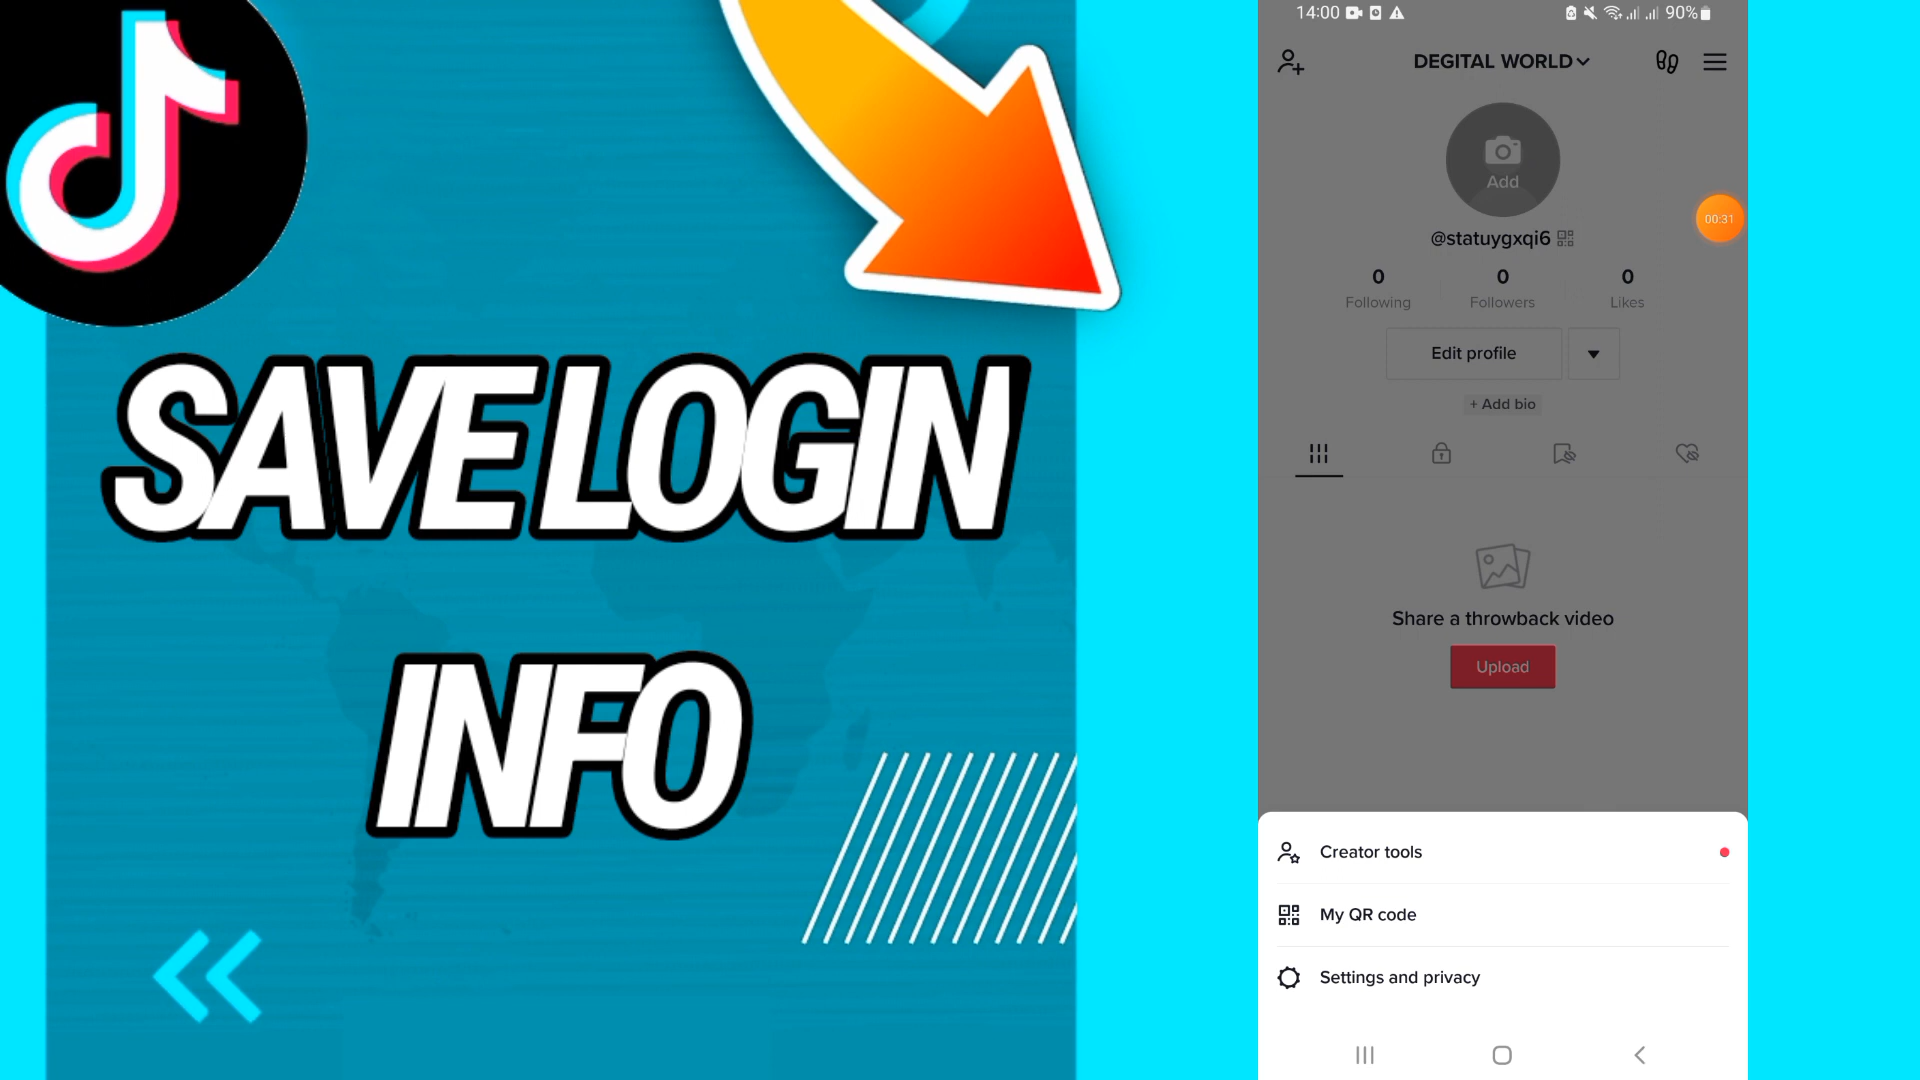 SAVE LOGIN
INFO
14:00
90%
DEGITAL WORLD
Add
00:31
@statuygxqi6
0 0 0
Following Followers Likes
Edit profile
+ Add bio
Share a throwback video
Upload
Creator tools
My QR code
Settings and privacy